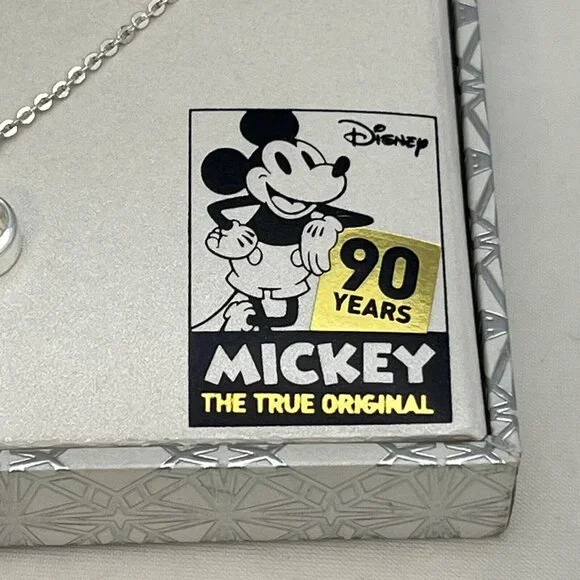 Disney
90
YEARS
MICKEY
THE TRUE ORIGINAL